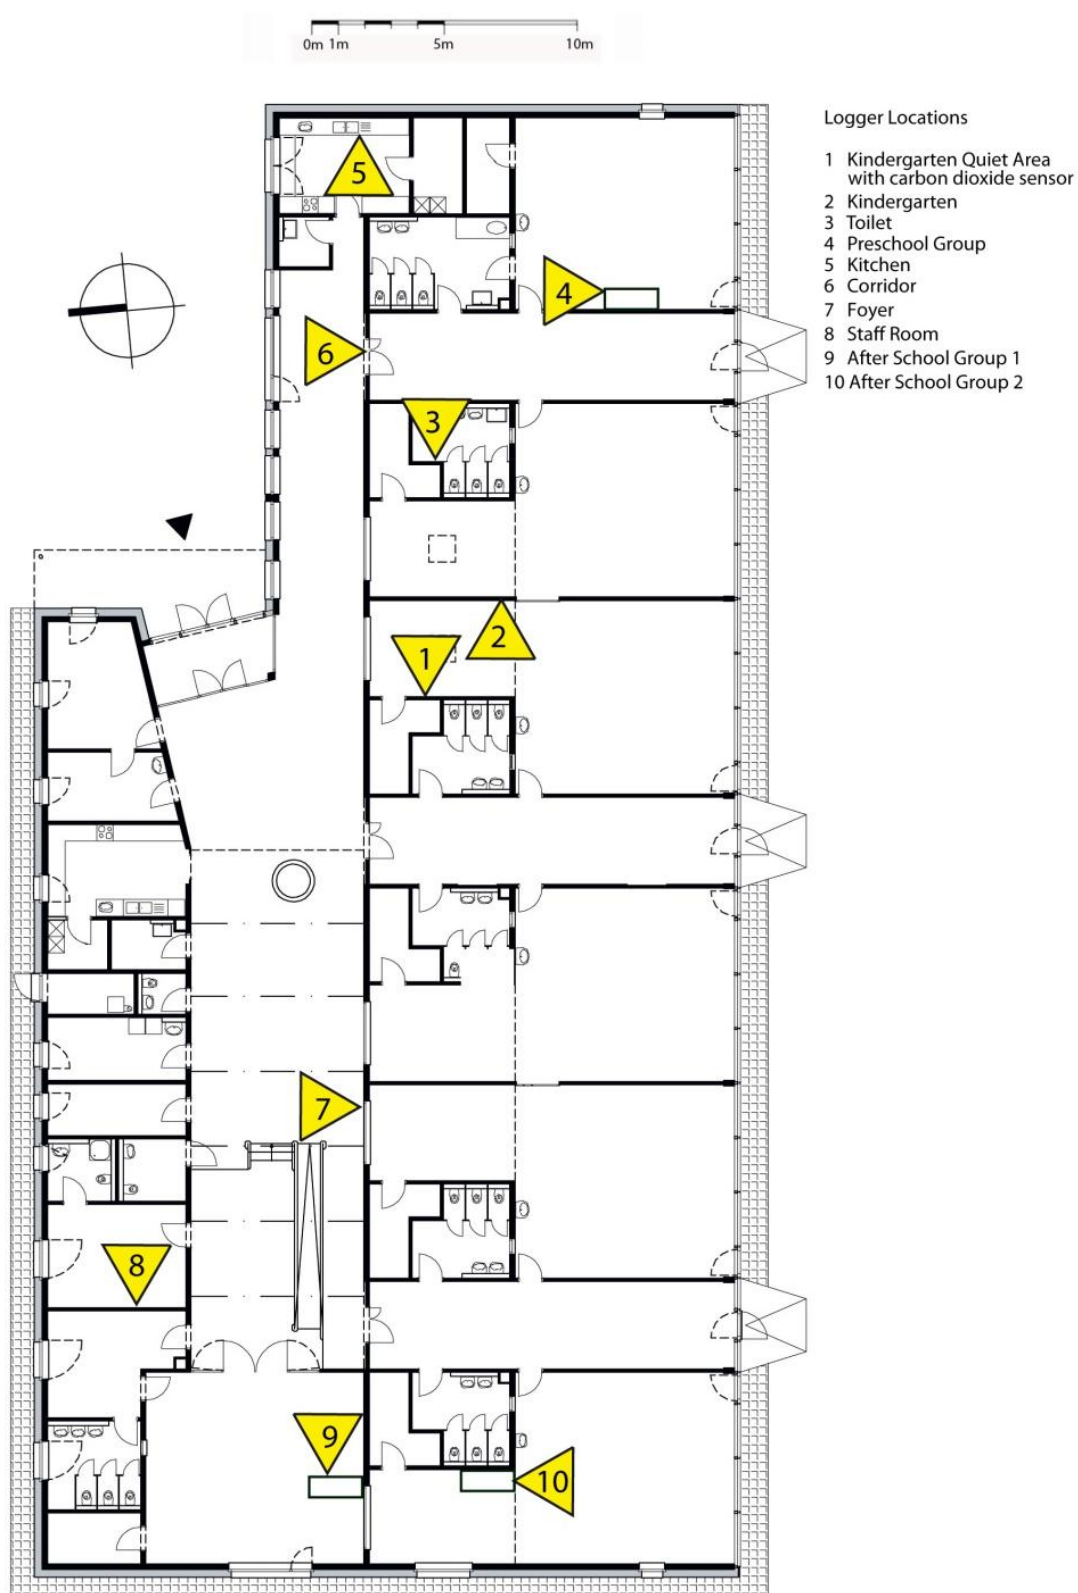 0m 1m 5m 10m
Logger Locations
1 Kindergarten Quiet Area
with carbon dioxide sensor
2 Kindergarten
3 Toilet
4 Preschool Group
5 Kitchen
6 Corridor
7 Foyer
8 Staff Room
9 After School Group 1
10 After School Group 2
5
4
6
3
2
1
7
8
9
10